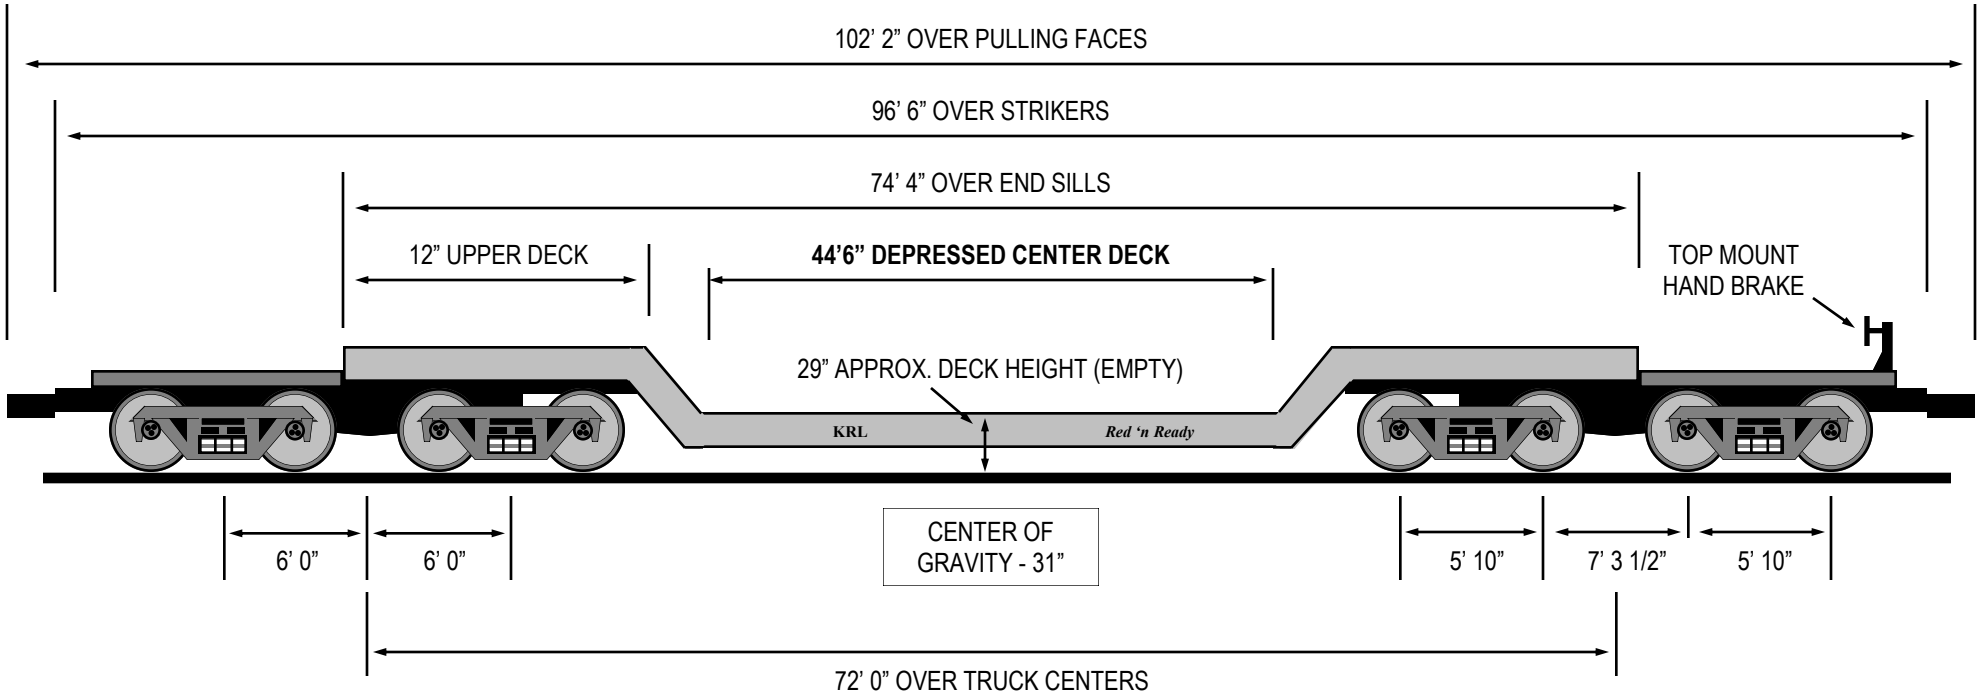 102’ 2” OVER PULLING FACES
96’ 6” OVER STRIKERS
74’ 4” OVER END SILLS
12” UPPER DECK
44’6” DEPRESSED CENTER DECK
TOP MOUNT
HAND BRAKE
29” APPROX. DECK HEIGHT (EMPTY)
KRL
Red ‘n Ready
CENTER OF
GRAVITY - 31”
6’ 0”
6’ 0”
5’ 10”
7’ 3 1/2”
5’ 10”
72’ 0” OVER TRUCK CENTERS